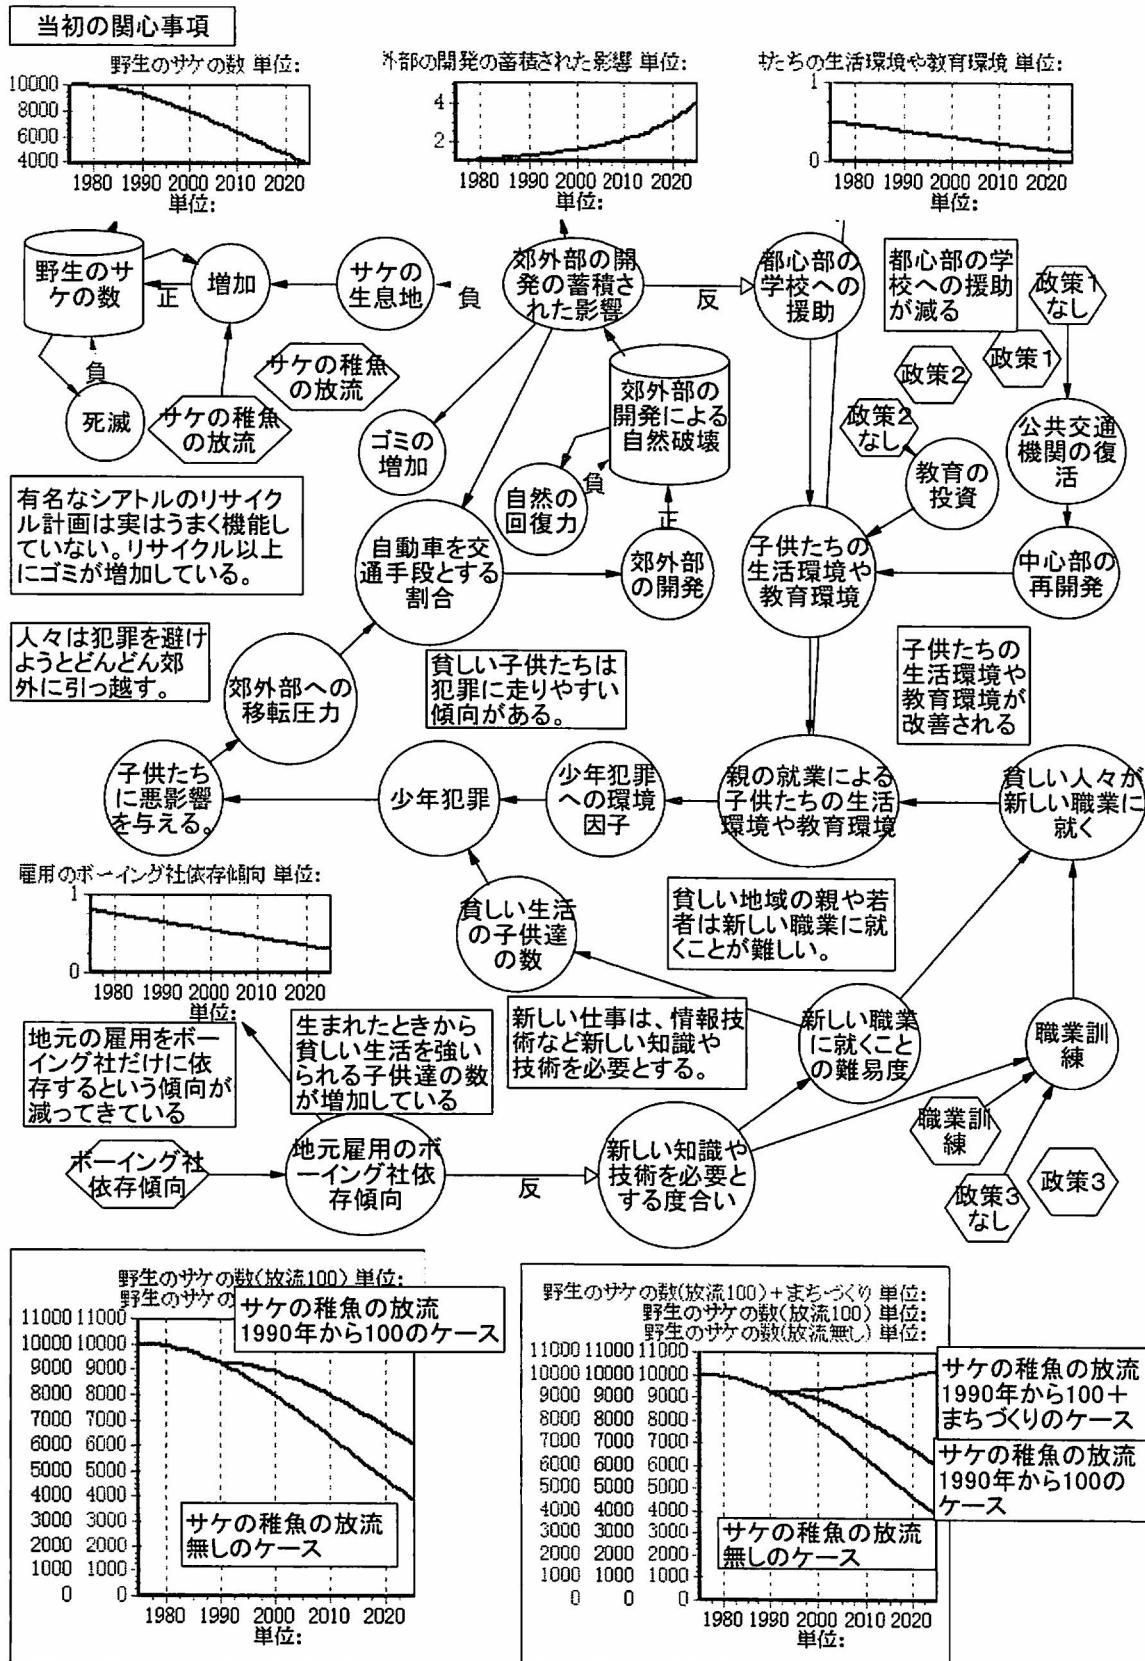 当初の関心事項
野生のサケの数 単位:
10000
8000
6000
4000
1980 1990 2000 2010 2020
単位:
外部の開発の蓄積された影響 単位:
4
2
1980 1990 2000 2010 2020
単位:
たちの生活環境や教育環境 単位:
1
0
1980 1990 2000 2010 2020
単位:
野生のサ
ケの数
正
増加
サケの
生息地
負
郊外部の開
発の蓄積さ
れた影響
反
都心部の
学校への
援助
都心部の学
校への援助
が減る
政策1
なし
政策1
政策2
政策2
なし
負
死滅
サケの稚魚
の放流
サケの稚魚
の放流
ゴミの
増加
郊外部の
開発による
自然破壊
負
自然の
回復力
正
教育の
投資
公共交通
機関の復
活
有名なシアトルのリサイク
ル計画は実はうまく機能し
ていない。リサイクル以上
にゴミが増加している。
自動車を交
通手段とする
割合
郊外部
の開発
子供たちの
生活環境や
教育環境
中心部の
再開発
人々は犯罪を避け
ようとどんどん郊
外に引っ越す。
郊外部への
移転圧力
貧しい子供たちは
犯罪に走りやすい
傾向がある。
子供たちの
生活環境や
教育環境が
改善される
子供たち
に悪影響
を与える。
少年犯罪
少年犯罪
への環境
因子
親の就業による
子供たちの生活
環境や教育環境
貧しい人々が
新しい職業に
就く
雇用のボーイング社依存傾向 単位:
1
0
1980 1990 2000 2010 2020
単位:
貧しい生活
の子供達
の数
貧しい地域の親や若
者は新しい職業に就
くことが難しい。
地元の雇用をボー
イング社だけに依
存するという傾向が
減ってきている
生まれたときから
貧しい生活を強い
られる子供達の数
が増加している
新しい仕事は、情報技
術など新しい知識や
技術を必要とする。
新しい職業
に就くこと
の難易度
職業訓
練
職業訓
練
ボーイング社
依存傾向
地元雇用のボ
ーイング社依
存傾向
反
新しい知識や
技術を必要と
する度合い
政策3
なし
政策3
野生のサケの数(放流100) 単位:
野生のサケの
サケの稚魚の放流
1990年から100のケース
11000 11000
10000 10000
9000 9000
8000 8000
7000 7000
6000 6000
5000 5000
4000 4000
3000 3000
2000 2000
1000 1000
0 0
サケの稚魚の放流
無しのケース
1980 1990 2000 2010 2020
単位:
野生のサケの数(放流100)+まちづくり 単位:
野生のサケの数(放流100) 単位:
野生のサケの数(放流無し) 単位:
11000 11000 11000
10000 10000 10000
9000 9000 9000
8000 8000 8000
7000 7000 7000
6000 6000 6000
5000 5000 5000
4000 4000 4000
3000 3000 3000
2000 2000 2000
1000 1000 1000
0 0 0
サケの稚魚の放流
1990年から100+
まちづくりのケース
サケの稚魚の放流
1990年から100の
ケース
サケの稚魚の放流
無しのケース
1980 1990 2000 2010 2020
単位: